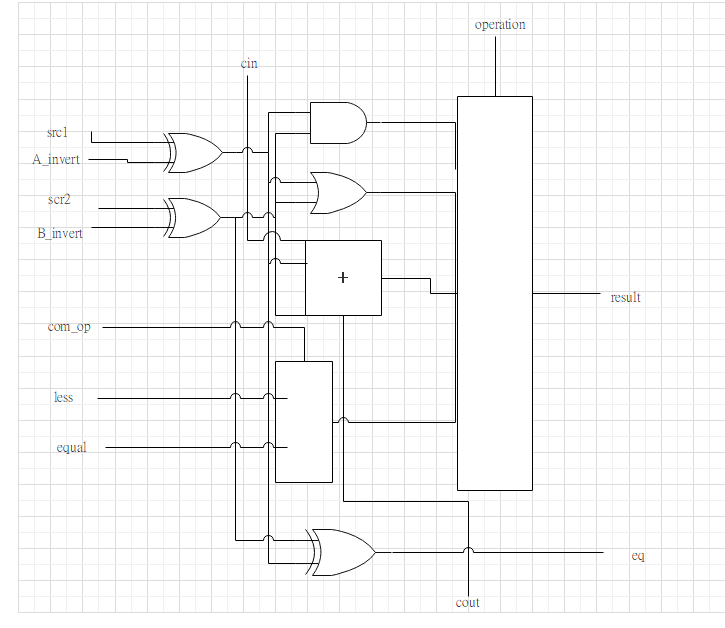 operation
cin
src1
A_invert
scr2
B_invert
+
result
com_op
less
equal
eq
cout